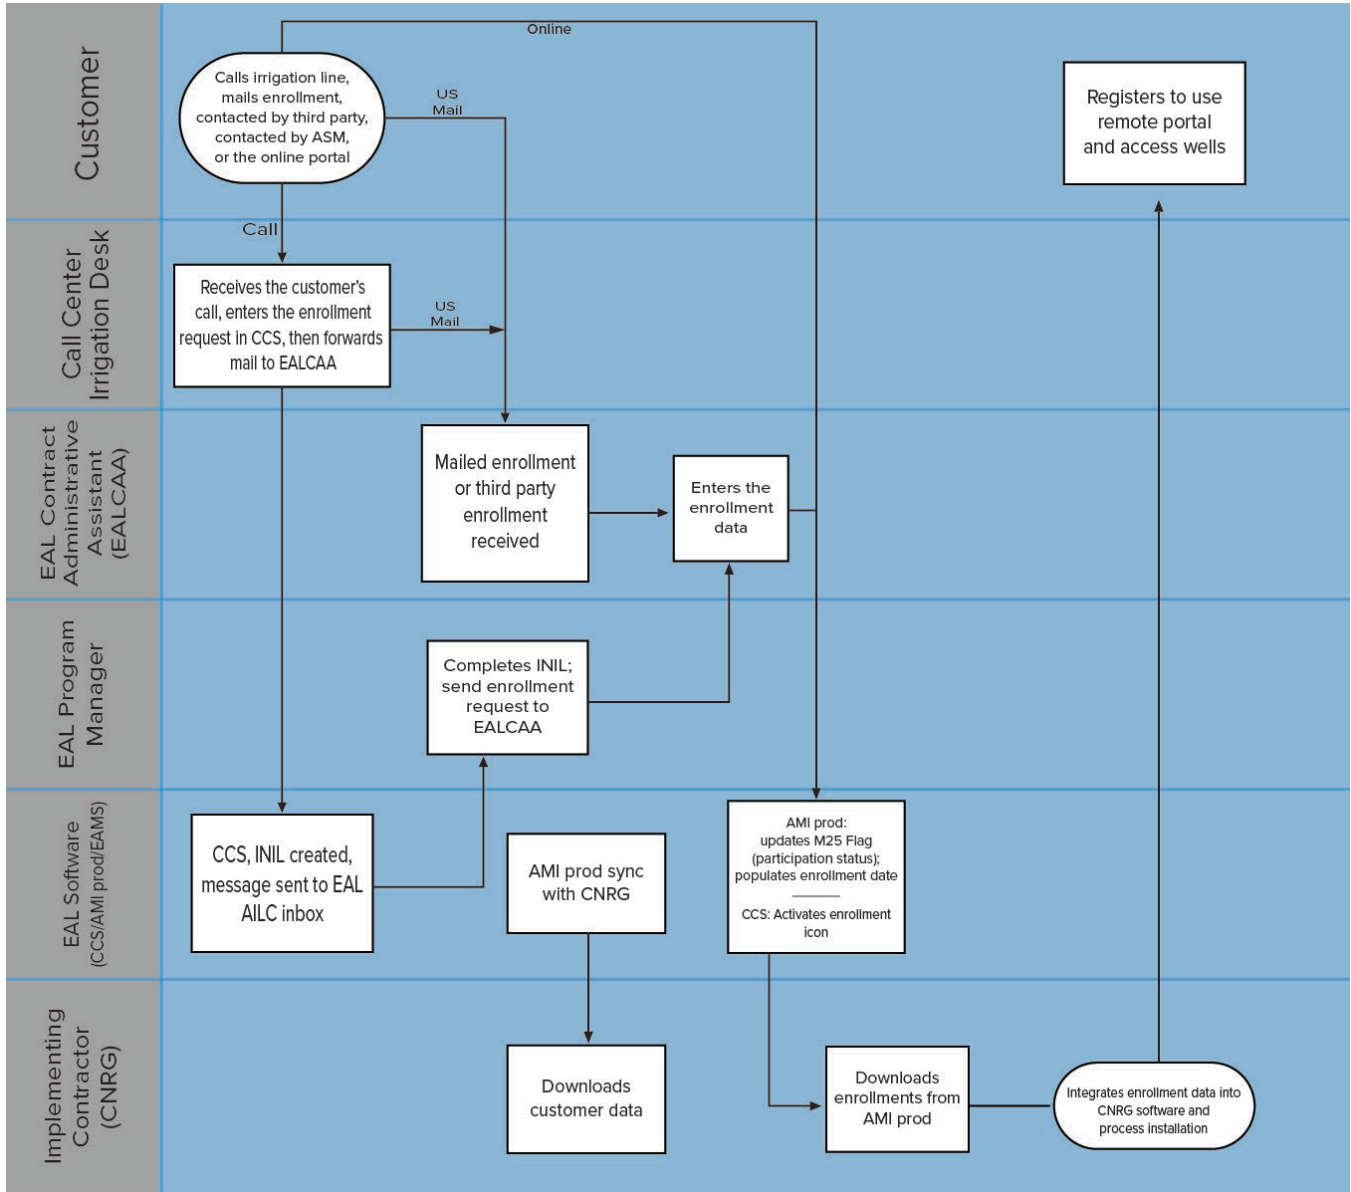 Customer
Online
Calls irrigation line,
mails enrollment,
contacted by third party,
contacted by ASM,
or the online portal
US
Mail
Registers to use
remote portal
and access wells
Call Center
Irrigation Desk
Call
Receives the customer's
call, enters the enrollment
request in CCS, then forwards
mail to EALCAA
US
Mail
EAL Contract
Administrative
Assistant
(EALCAA)
Mailed enrollment
or third party
enrollment
received
Enters the
enrollment
data
EAL Program
Manager
Completes INIL;
send enrollment
request to
EALCAA
EAL Software
(CCS/AMI prod/EAMS)
CCS, INIL created,
message sent to EAL
AILC inbox
AMI prod sync
with CNRG
AMI prod:
updates M25 Flag
(participation status);
populates enrollment date
CCS: Activates enrollment
icon
Implementing
Contractor
(CNRG)
Downloads
customer data
Downloads
enrollments from
AMI prod
Integrates enrollment data into
CNRG software and
process installation